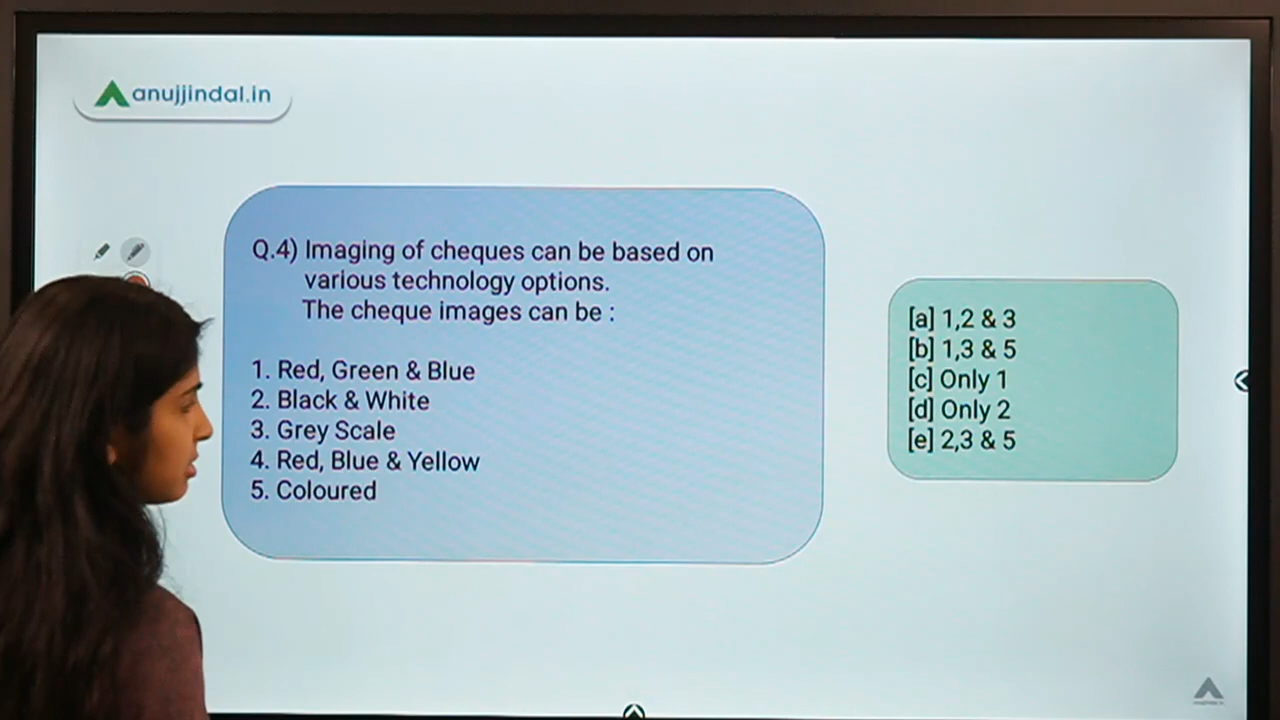 anujjindal.in
Q.4) Imaging of cheques can be based on
various technology options.
The cheque images can be :
1. Red, Green & Blue
2. Black & White
3. Grey Scale
4. Red, Blue & Yellow
5. Coloured
[a] 1,2 & 3
[b] 1,3 & 5
[c] Only 1
[d] Only 2
[e] 2,3 & 5